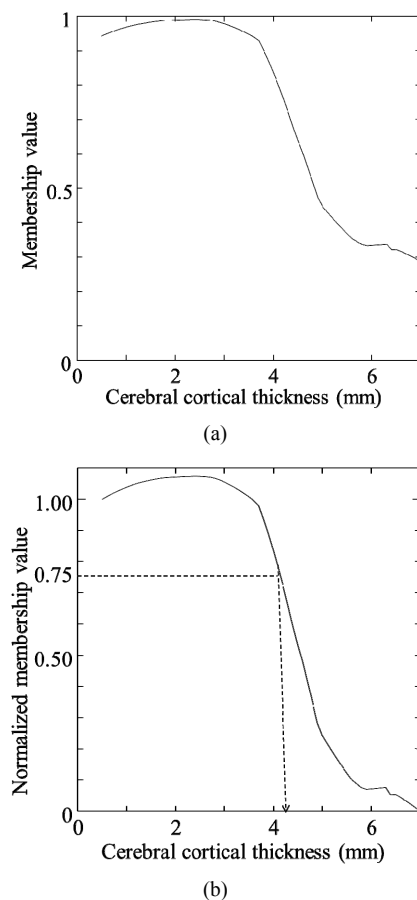 1
0.5
0
Membership value
0 2 4 6
Cerebral cortical thickness (mm)
(a)
1.00
0.75
0.50
0
Normalized membership value
0 2 4 6
Cerebral cortical thickness (mm)
(b)